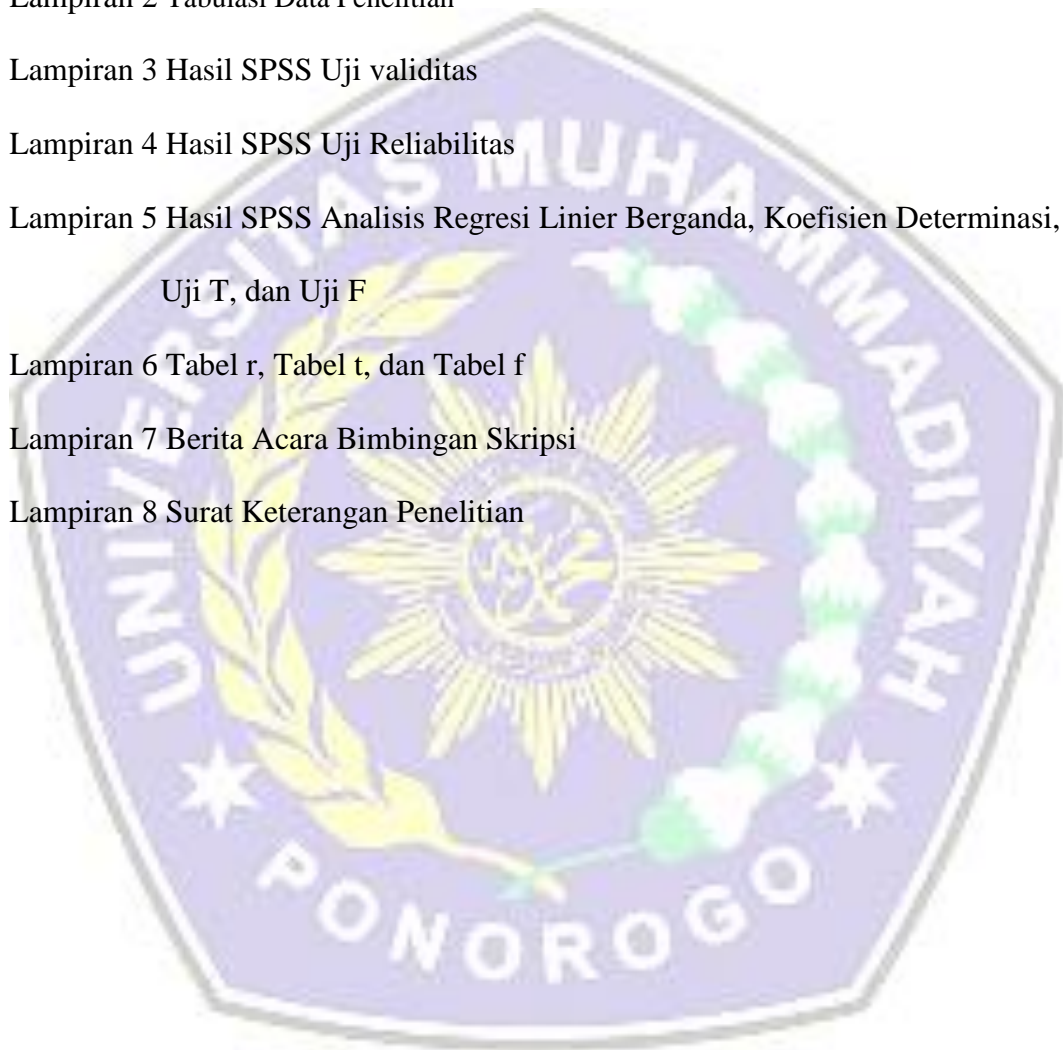 Lampiran 2 Tabulasi Data Penelitian
Lampiran 3 Hasil SPSS Uji validitas
Lampiran 4 Hasil SPSS Uji Reliabilitas
Lampiran 5 Hasil SPSS Analisis Regresi Linier Berganda, Koefisien Determinasi,
Uji T, dan Uji F
Lampiran 6 Tabel r, Tabel t, dan Tabel f
Lampiran 7 Berita Acara Bimbingan Skripsi
Lampiran 8 Surat Keterangan Penelitian
UNIVERSITAS MUHAMMADIYAH
PONOROGO